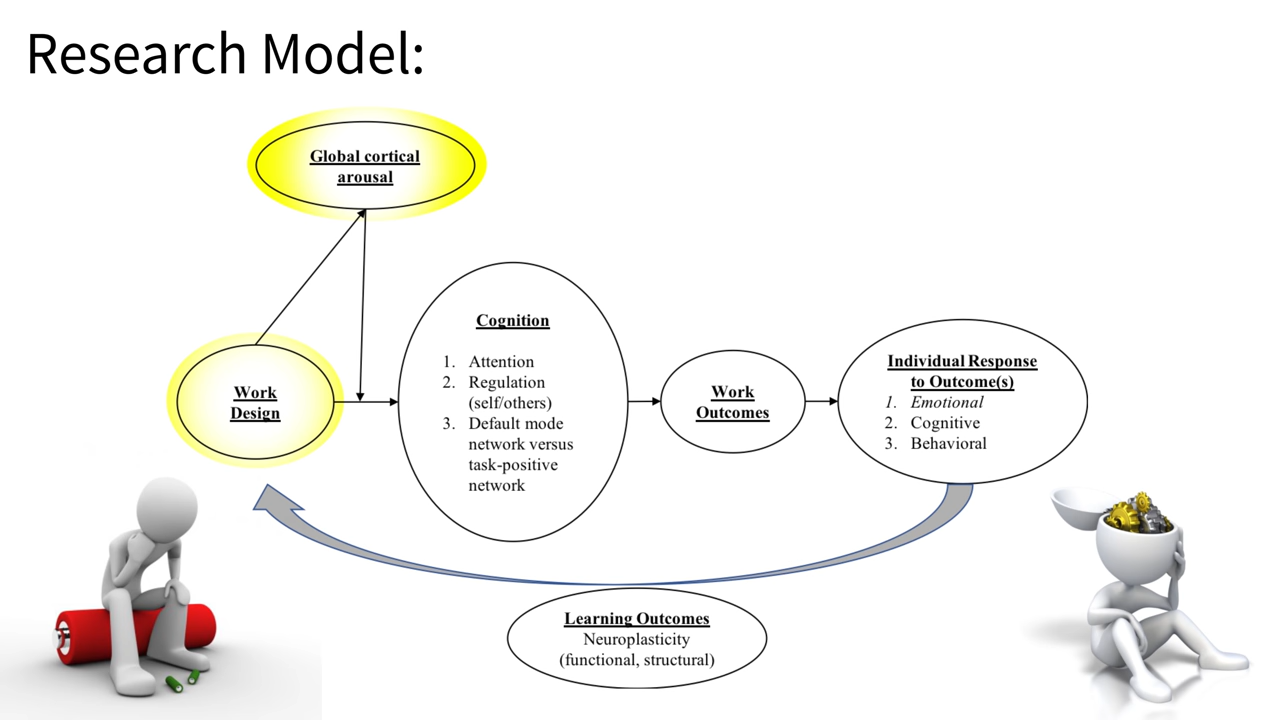 Research Model:
Global cortical
arousal
Work
Design
Cognition
1. Attention
2. Regulation
(self/others)
3. Default mode
network versus
task-positive
network
Work
Outcomes
Individual Response
to Outcome(s)
1. Emotional
2. Cognitive
3. Behavioral
Learning Outcomes
Neuroplasticity
(functional, structural)